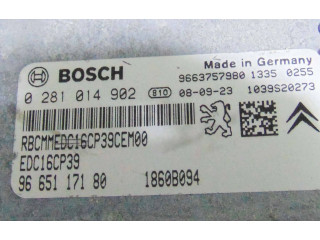 BOSCH
Made in Germany
9663757980 1335 0255
0 281 014 902 810 08-09-23 1039S20273
RBCMMEDC16CP39CEM00
EDC16CP39
96 651 171 80 1860B094